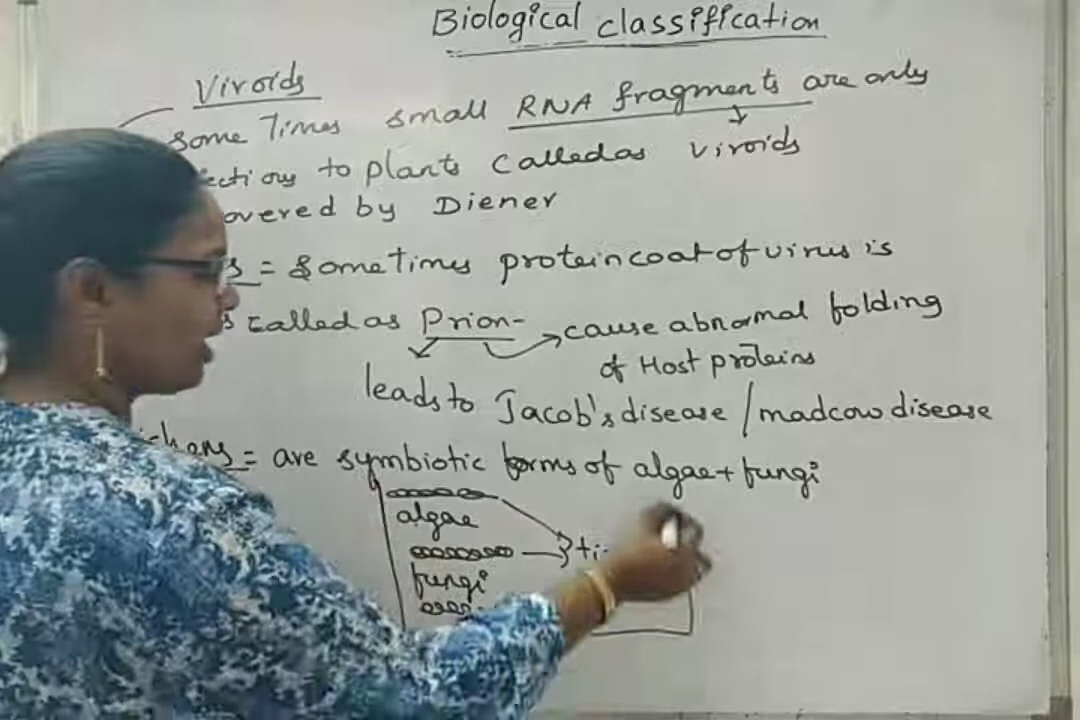 Biological classification
Viroids
some Times small RNA fragments are only
to plants called as viroids
by Diener
= sometimes protein coat of virus is
called as Prion - cause abnormal folding
of Host proteins
leads to Jacob's disease / madcow disease
= are symbiotic forms of algae + fungi
algae
fungi